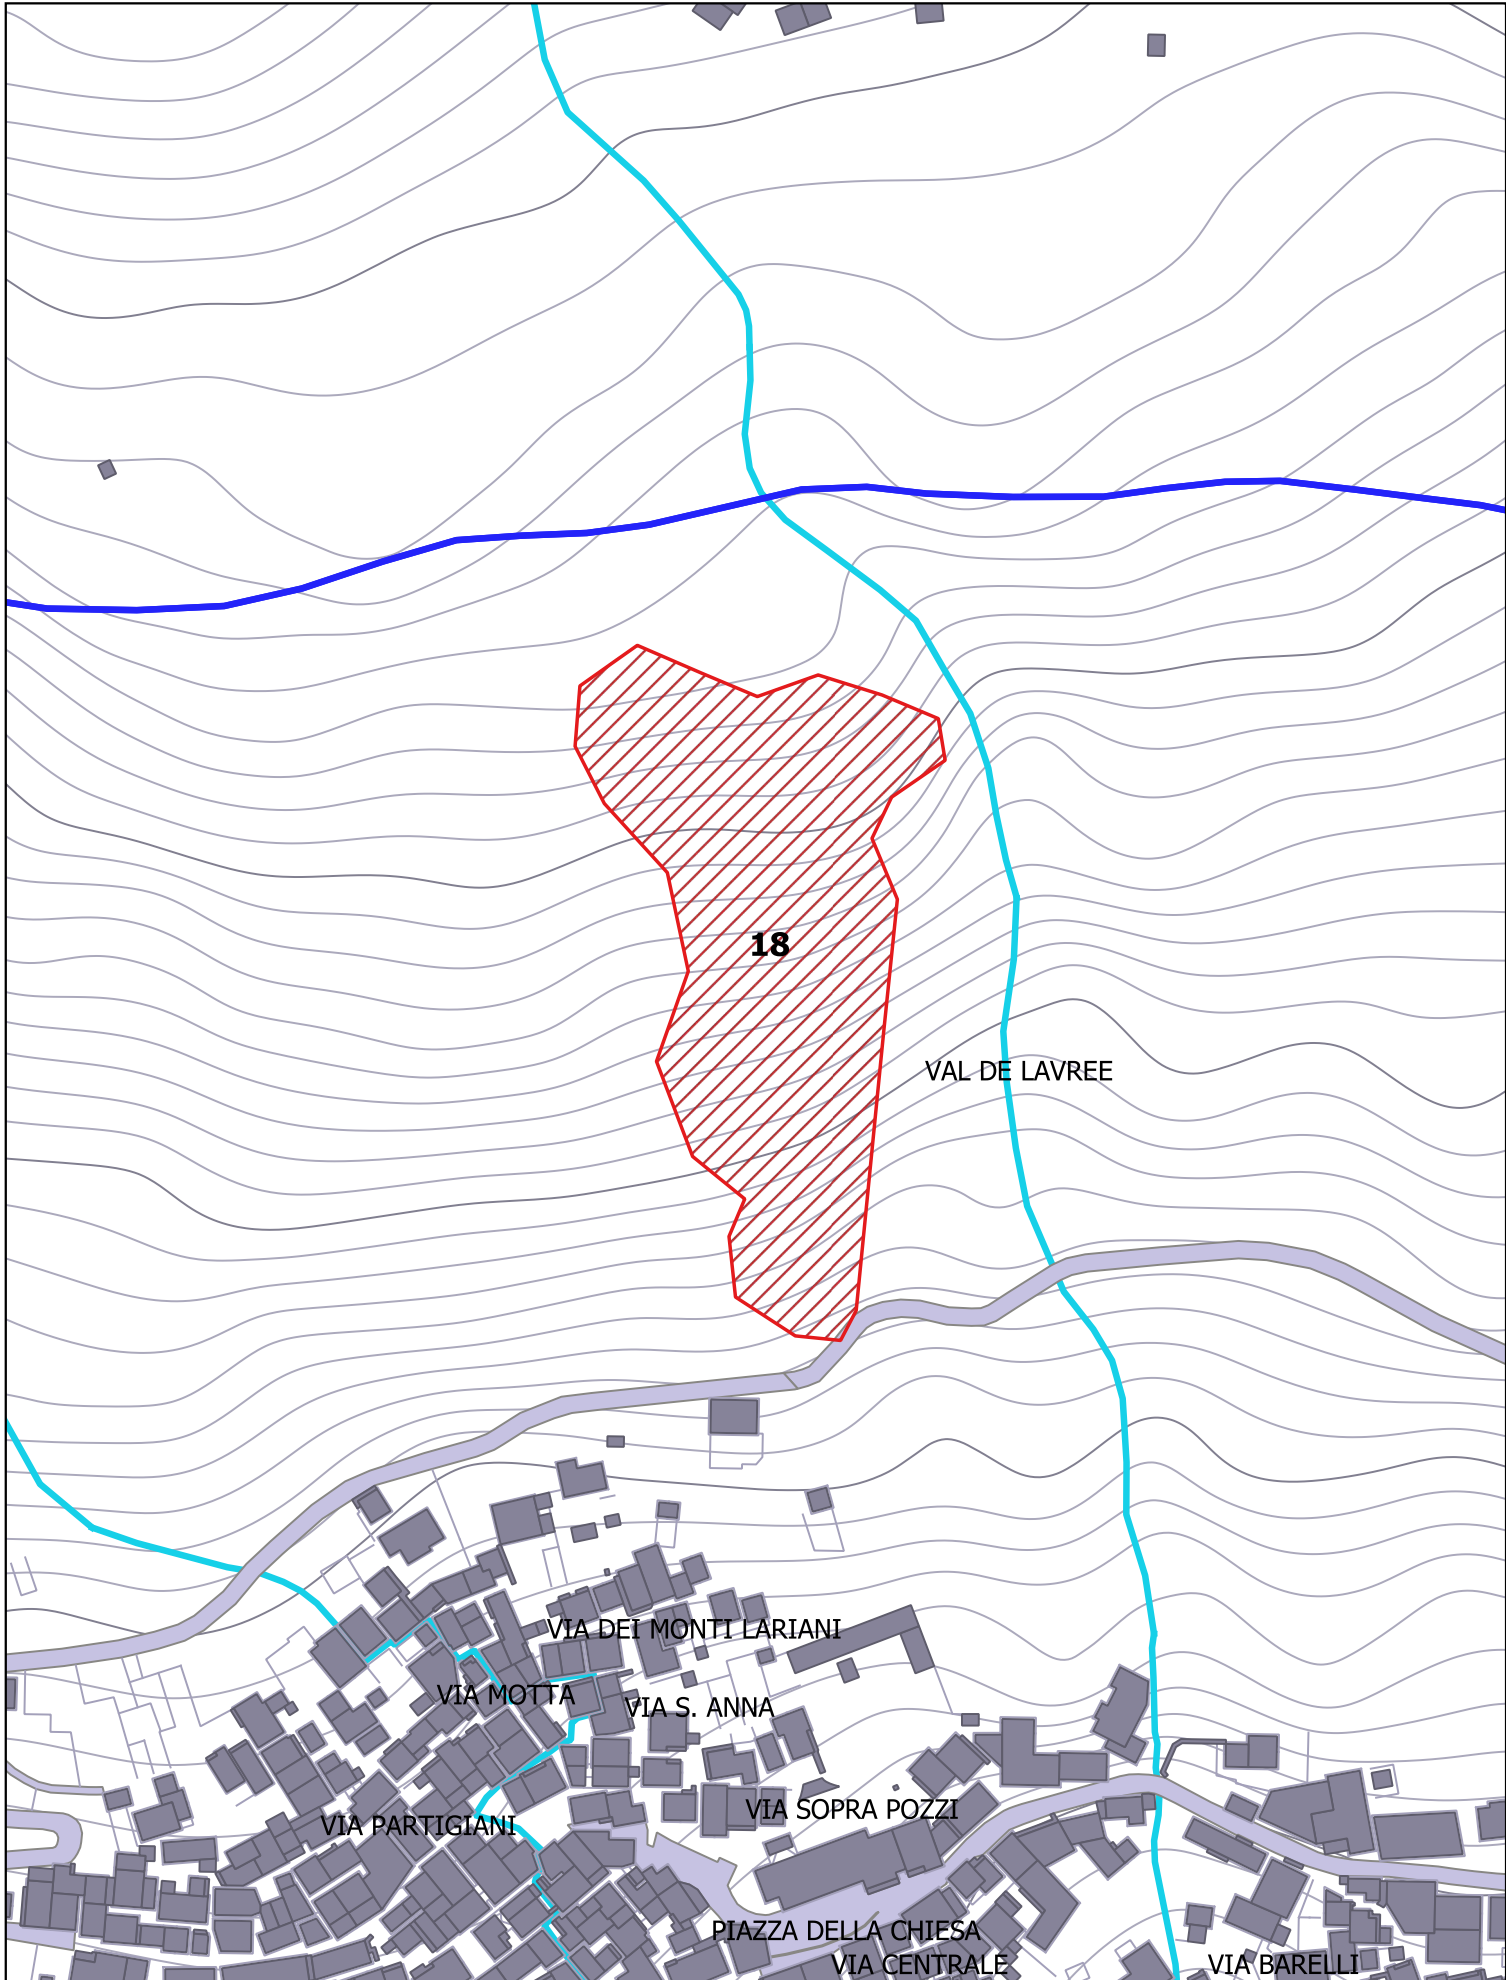 18
VAL DE LAVREE
VIA DEI MONTI LARIANI
VIA MOTTA
VIA S. ANNA
VIA SOPRA POZZI
VIA PARTIGIANI
PIAZZA DELLA CHIESA
VIA CENTRALE
VIA BARELLI